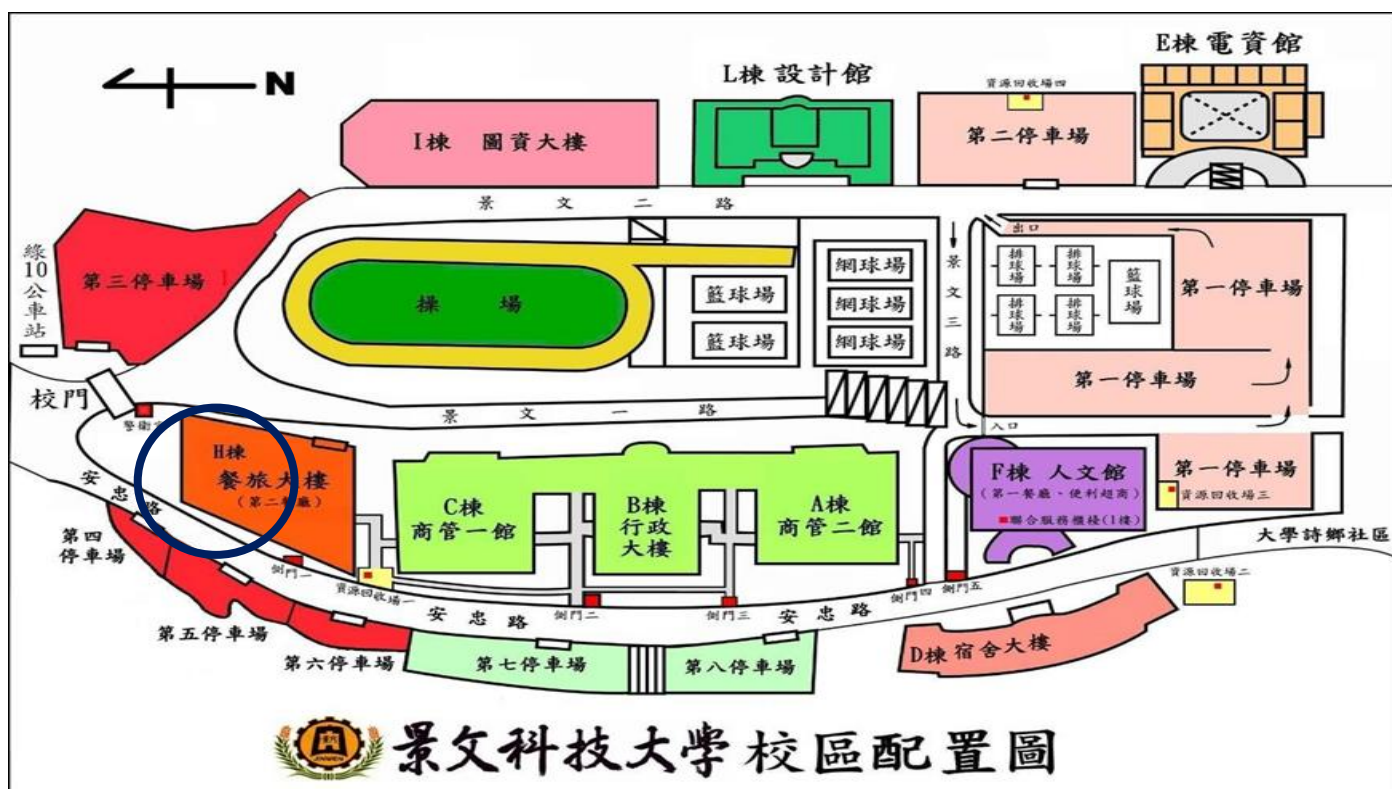 E棟 電資館
L棟 設計館
資源回收場四
第二停車場
N
I棟 圖資大樓
景文二路
綠10公車站
第三停車場
操場
籃球場
籃球場
網球場
網球場
網球場
景文三路
出口
排球場
排球場
排球場
排球場
籃球場
第一停車場
第一停車場
校門
景文一路
入口
H棟
餐旅大樓
(第二餐廳)
C棟
商管一館
B棟
行政
大樓
A棟
商管二館
F棟 人文館
(第一餐廳、便利超商)
聯合服務櫃檯(1樓)
第一停車場
資源回收場三
大學詩鄉社區
安忠路
第四
停車場
側門一
資源回收場一
安忠路
側門二
側門三
安忠路
側門四
側門五
資源回收場二
第五停車場
第六停車場
第七停車場
第八停車場
D棟 宿舍大樓
景文科技大學校區配置圖